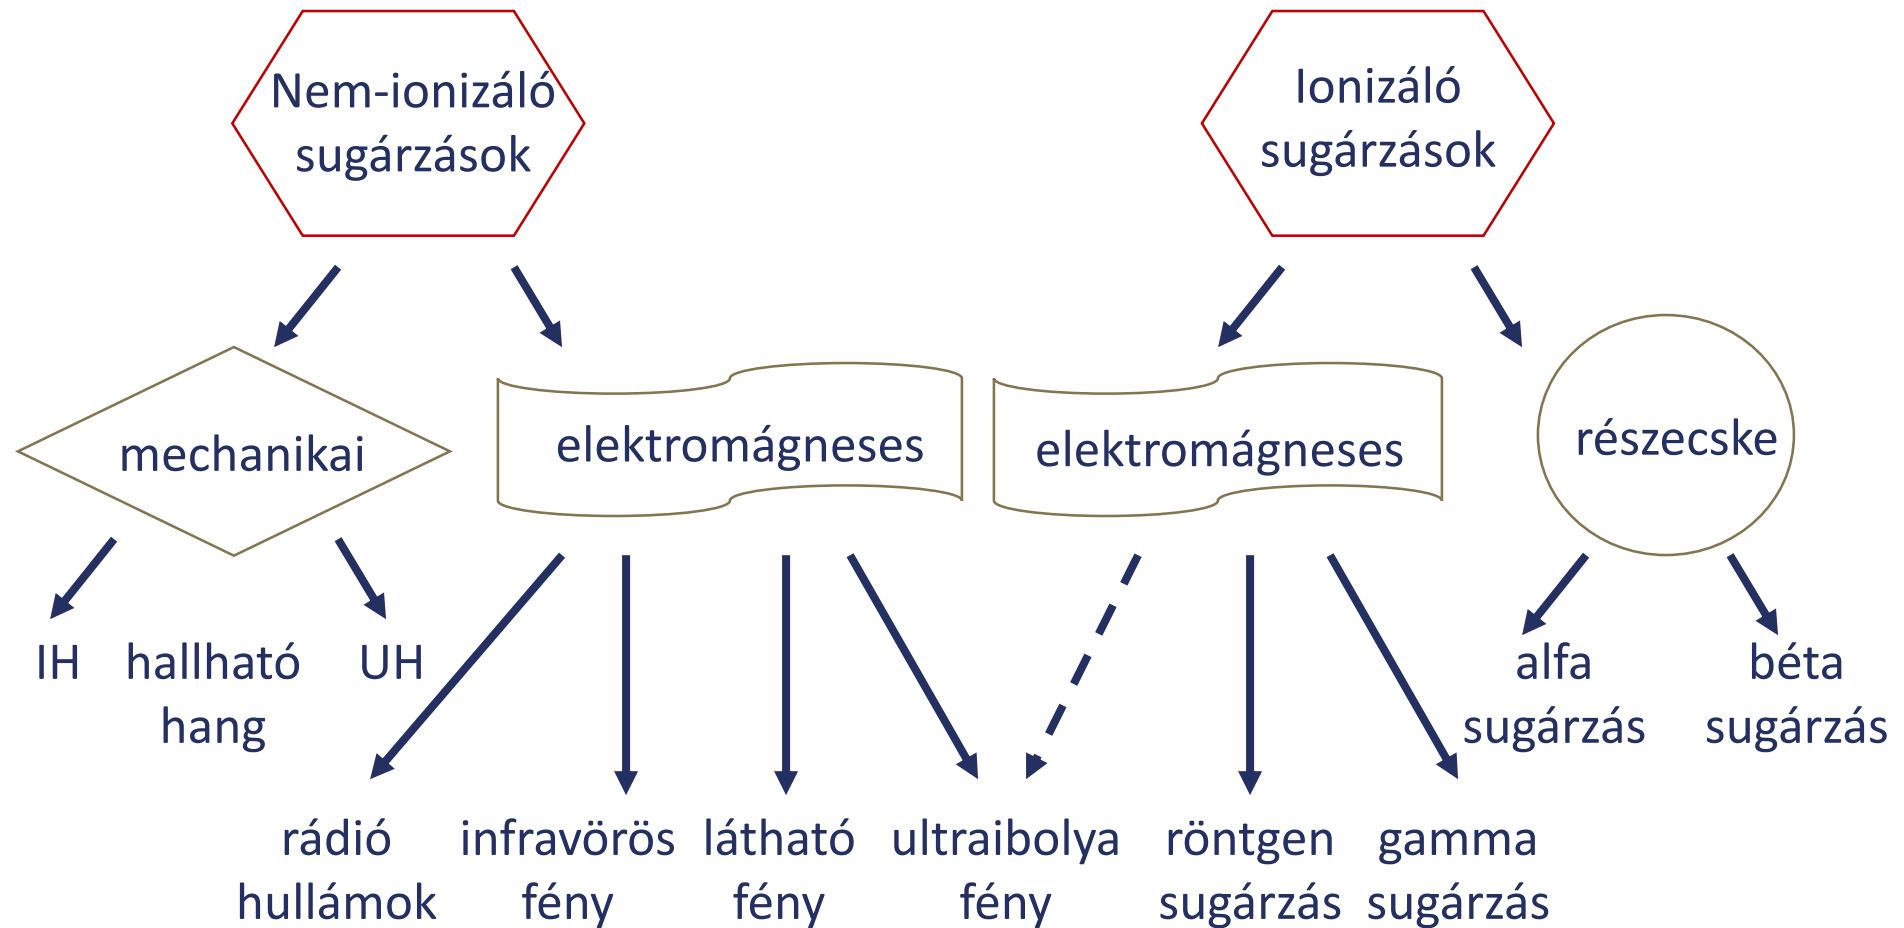 Nem-ionizáló
sugárzások
Ionizáló
sugárzások
mechanikai
elektromágneses
elektromágneses
részecske
IH
hallható
hang
UH
alfa
sugárzás
béta
sugárzás
rádió
hullámok
infravörös
fény
látható
fény
ultraibolya
fény
röntgen
sugárzás
gamma
sugárzás